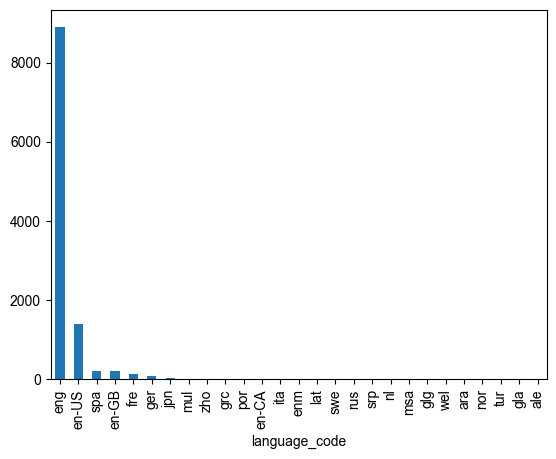 8000
6000
4000
2000
0
eng
en-US
spa
en-GB
fre
ger
jpn
mul
zho
grc
por
en-CA
ita
enm
lat
swe
rus
srp
nl
msa
glg
wel
ara
nor
tur
gla
ale
language_code